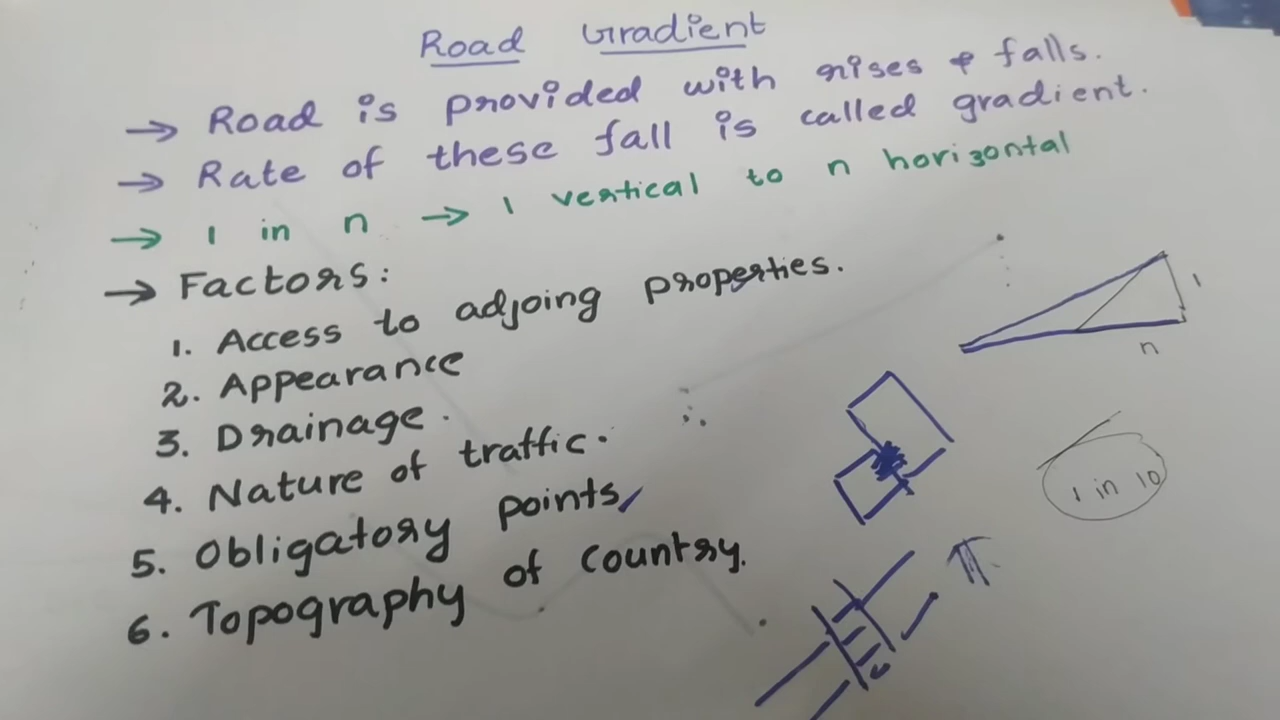 Road Gradient
→ Road is provided with rises & falls.
→ Rate of these fall is called gradient.
→ 1 in n → 1 vertical to n horizontal
→ Factors:
1. Access to adjoing properties.
2. Appearance
3. Drainage.
4. Nature of traffic.
5. Obligatory points
6. Topography of country.
1
n
1 in 10